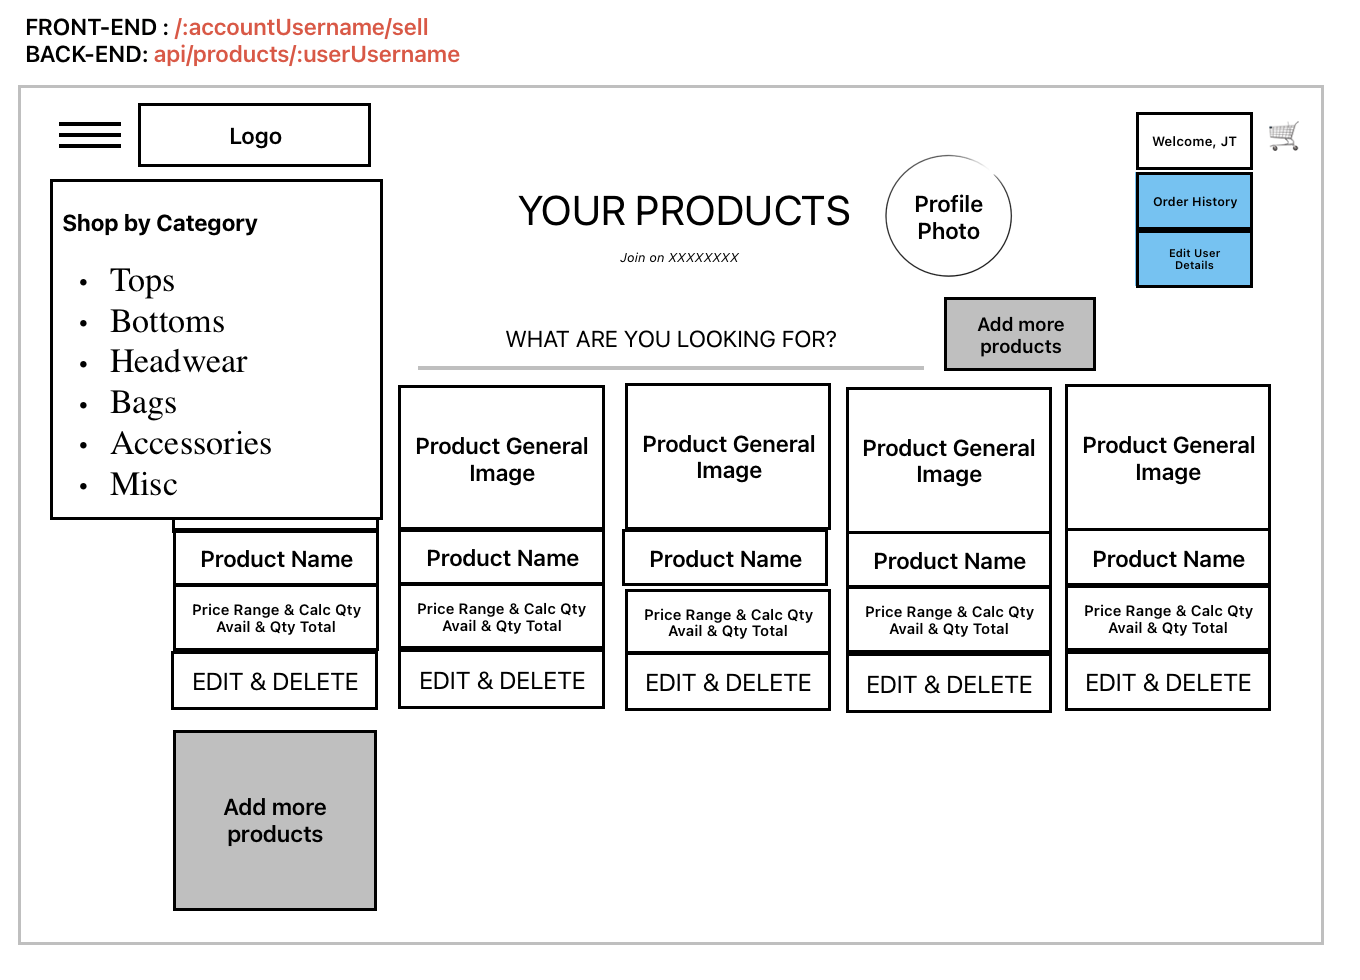 FRONT-END : /:accountUsername/sell
BACK-END: api/products/:userUsername
Logo
Welcome, JT
Order History
Edit User
Details
Shop by Category
• Tops
• Bottoms
• Headwear
• Bags
• Accessories
• Misc
YOUR PRODUCTS
Join on XXXXXXXX
Profile
Photo
WHAT ARE YOU LOOKING FOR?
Add more
products
Product Name
Price Range & Calc Qty
Avail & Qty Total
EDIT & DELETE
Product General
Image
Product Name
Price Range & Calc Qty
Avail & Qty Total
EDIT & DELETE
Product General
Image
Product Name
Price Range & Calc Qty
Avail & Qty Total
EDIT & DELETE
Product General
Image
Product Name
Price Range & Calc Qty
Avail & Qty Total
EDIT & DELETE
Product General
Image
Product Name
Price Range & Calc Qty
Avail & Qty Total
EDIT & DELETE
Add more
products